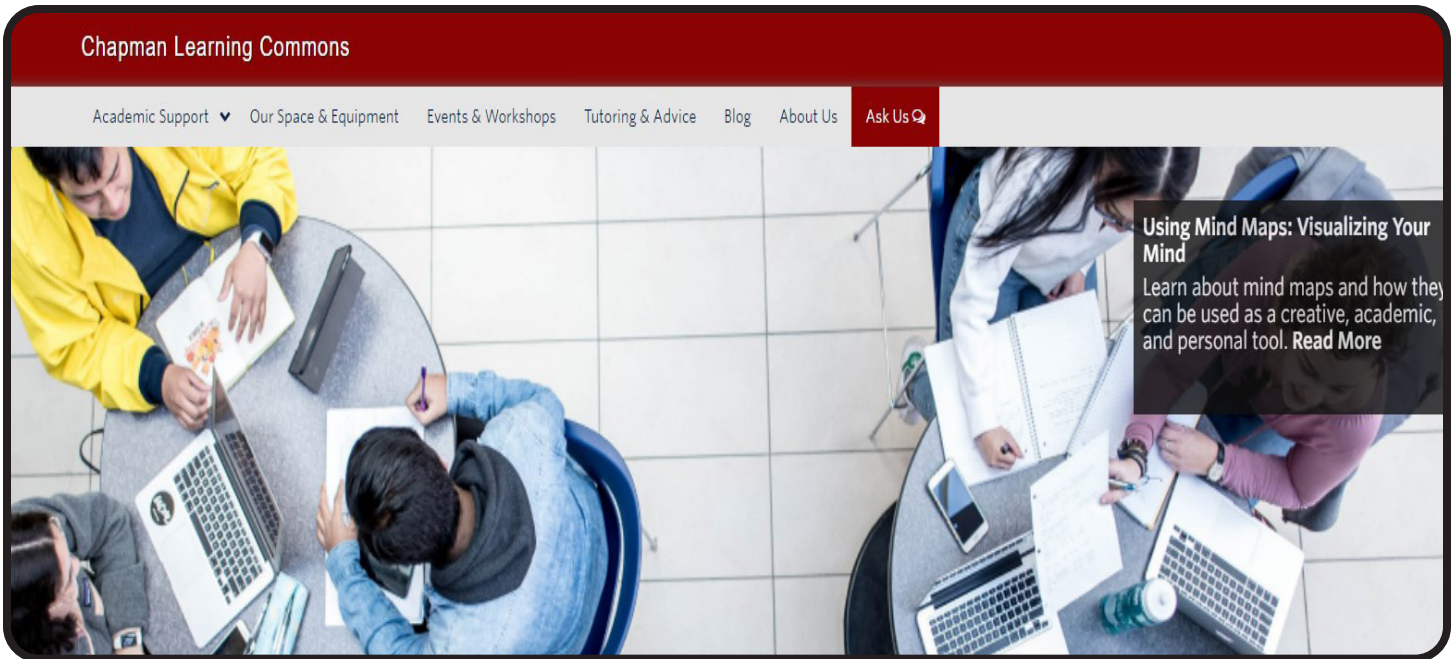 Chapman Learning Commons
Academic Support Our Space & Equipment Events & Workshops Tutoring & Advice Blog About Us Ask Us
Using Mind Maps: Visualizing Your
Mind
Learn about mind maps and how they
can be used as a creative, academic,
and personal tool. Read More